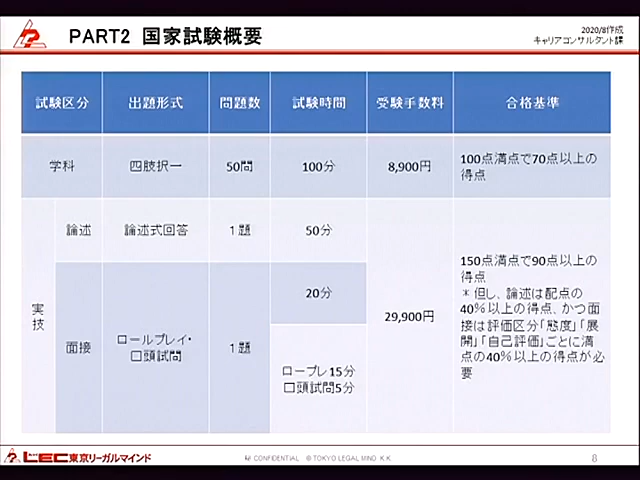 PART2 国家試験概要
2020/8作成
キャリアコンサルタント課
試験区分 出題形式 問題数 試験時間 受験手数料 合格基準
学科 四肢択一 50問 100分 8,900円 100点満点で70点以上の
得点
実技
論述 論述式回答 1題 50分
面接 ロールプレイ・
口頭試問 1題
20分
ロープレ15分
口頭試問5分
29,900円
150点満点で90点以上の
得点
*但し、論述は配点の
40%以上の得点、かつ面
接は評価区分「態度」「展
開」「自己評価」ごとに満
点の40%以上の得点が必
要
LEC東京リーガルマインド
CONFIDENTIAL ©TOKYO LEGAL MIND K.K
8